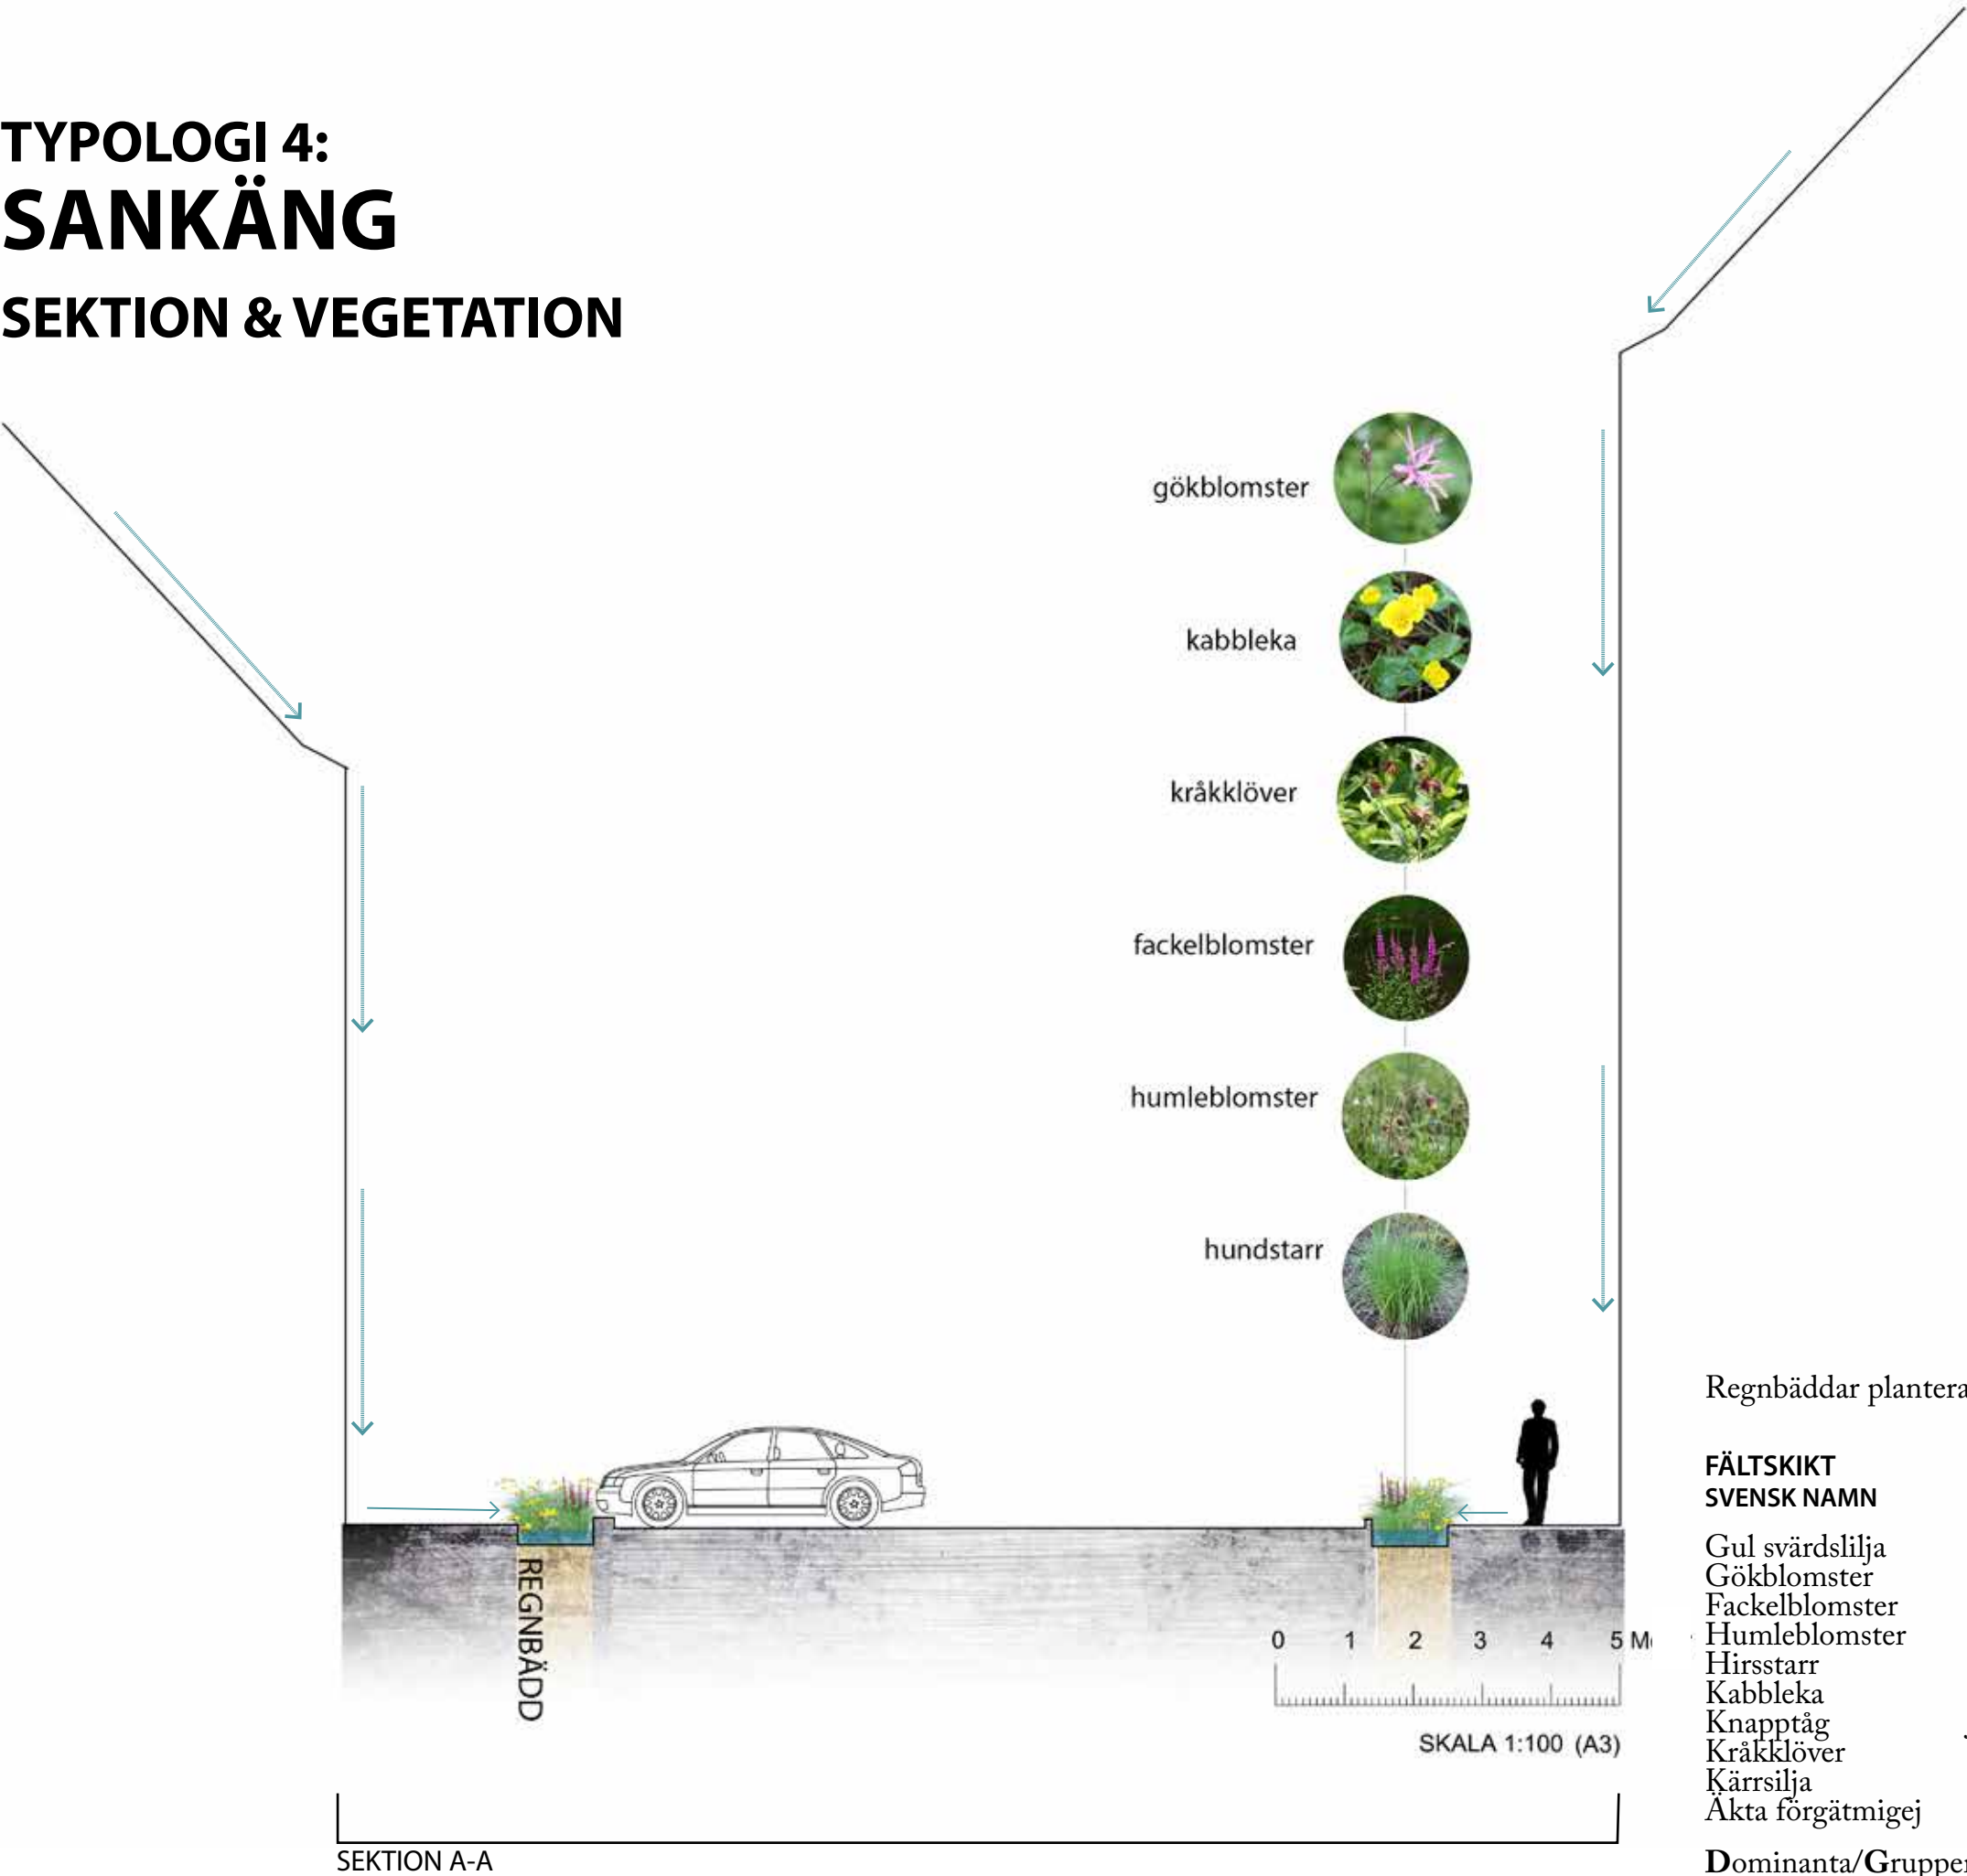 TYPOLOGI 4:
SANKÄNG
SEKTION & VEGETATION
gökblomster
kabbleka
kråkklöver
fackelblomster
humleblomster
hundstarr
REGNBÄDD
0 1 2 3 4 5
SKALA 1:100 (A3)
SEKTION A-A
Regnbäddar
FÄLTSKIKT
SVENSK NAMN
Gul svärdslilja
Gökblomster
Fackelblomster
Humleblomster
Hirsstarr
Kabbleka
Knapptåg
Kråkklöver
Kärrsilja
Äkta förgätmigej
Dominanta/